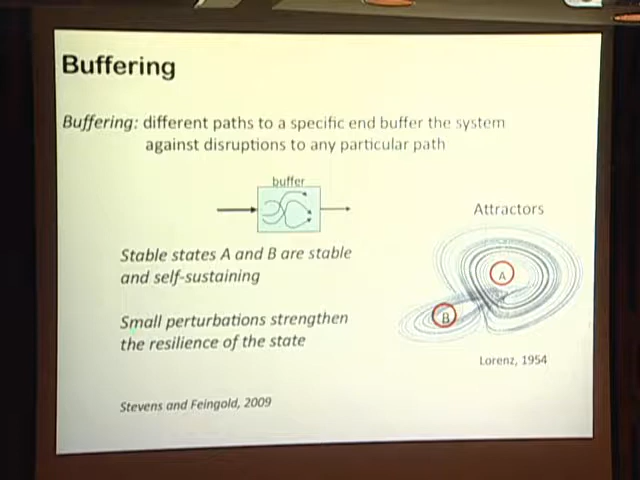 Buffering
Buffering: different paths to a specific end buffer the system
against disruptions to any particular path
buffer
Attractors
Stable states A and B are stable
and self-sustaining
A
B
Small perturbations strengthen
the resilience of the state
Lorenz, 1954
Stevens and Feingold, 2009